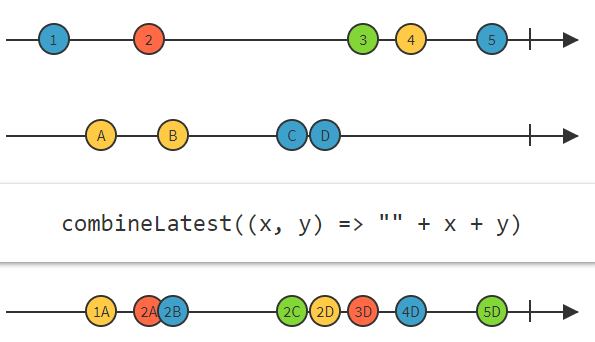 1 2 3 4 5
A B C D
combineLatest((x, y) => "" + x + y)
1A 2A 2B 2C 2D 3D 4D 5D